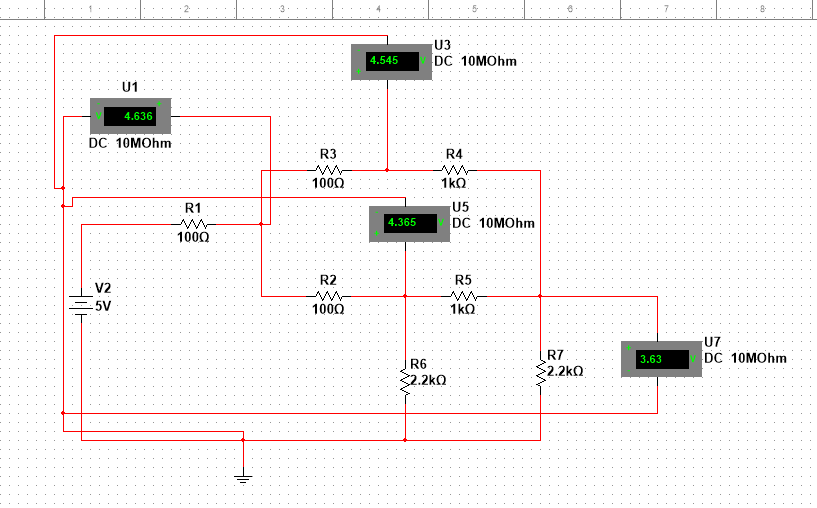 1 2 3 4 5 6 7 8
U3
4.545 V
DC 10MOhm
U1
V 4.636
DC 10MOhm
R3
100Ω
R4
1kΩ
R1
100Ω
U5
4.365 V
DC 10MOhm
V2
5V
R2
100Ω
R5
1kΩ
R6
2.2kΩ
R7
2.2kΩ
U7
3.63 V
DC 10MOhm